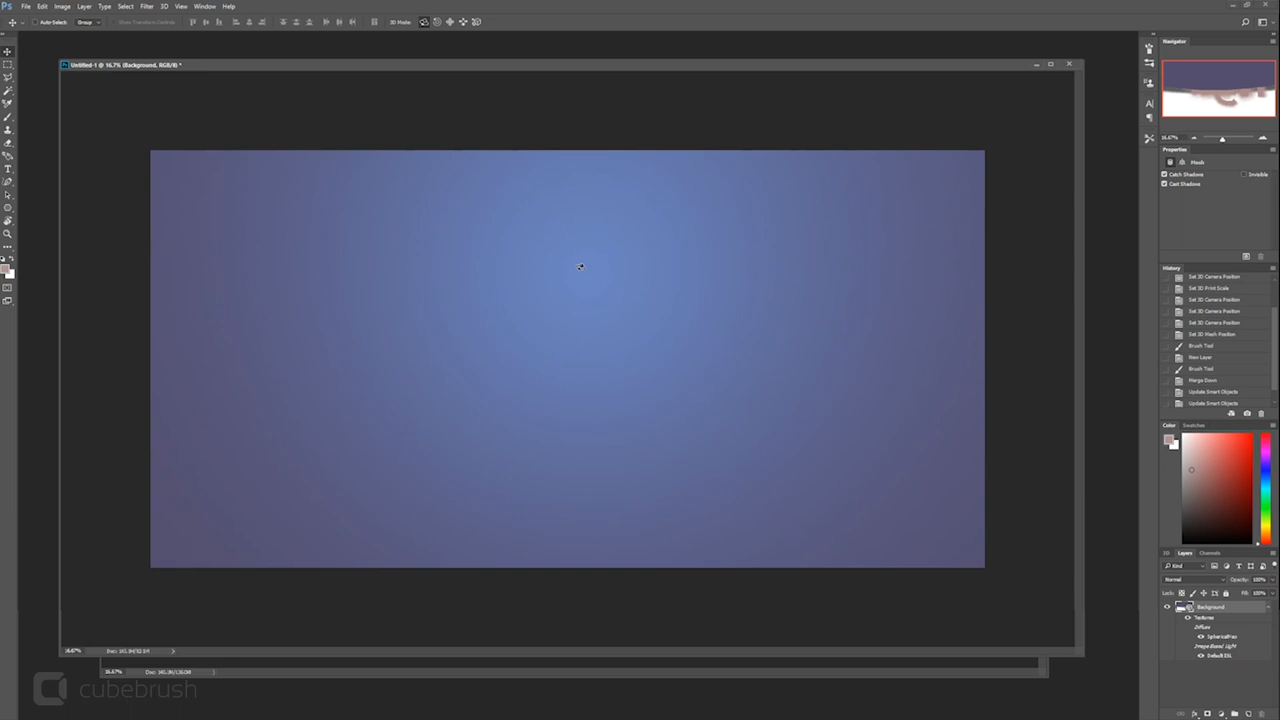 Ps File Edit Image Layer Type Select Filter 3D View Window Help
Auto-Select: Group Show Transform Controls 3D Mode:
Untitled-1 @ 16.7% (Background, RGB/8) *
Navigator
16.67%
Properties
Mesh
Catch Shadows Invisible
Cast Shadows
History
Set 3D Camera Position
Set 3D Print Scale
Set 3D Camera Position
Set 3D Camera Position
Set 3D Camera Position
Set 3D Mesh Position
Brush Tool
New Layer
Brush Tool
Merge Down
Update Smart Objects
Update Smart Objects
Color Swatches
3D Layers Channels
Kind
Normal Opacity: 100%
Lock: Fill: 100%
Background
Textures
Diffuse
Image Based Light
Default IBL
16.67%
16.67%
cubebrush